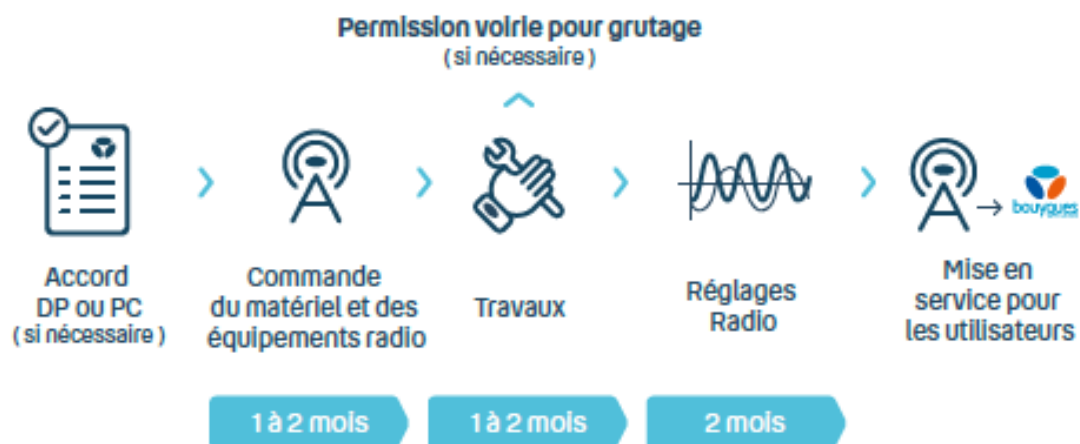 Permission voirie pour grutage
( si nécessaire )
Accord
DP ou PC
( si nécessaire )
Commande
du matériel et des
équipements radio
Travaux
Réglages
Radio
bouygues
Mise en
service pour
les utilisateurs
1 à 2 mois
1 à 2 mois
2 mois